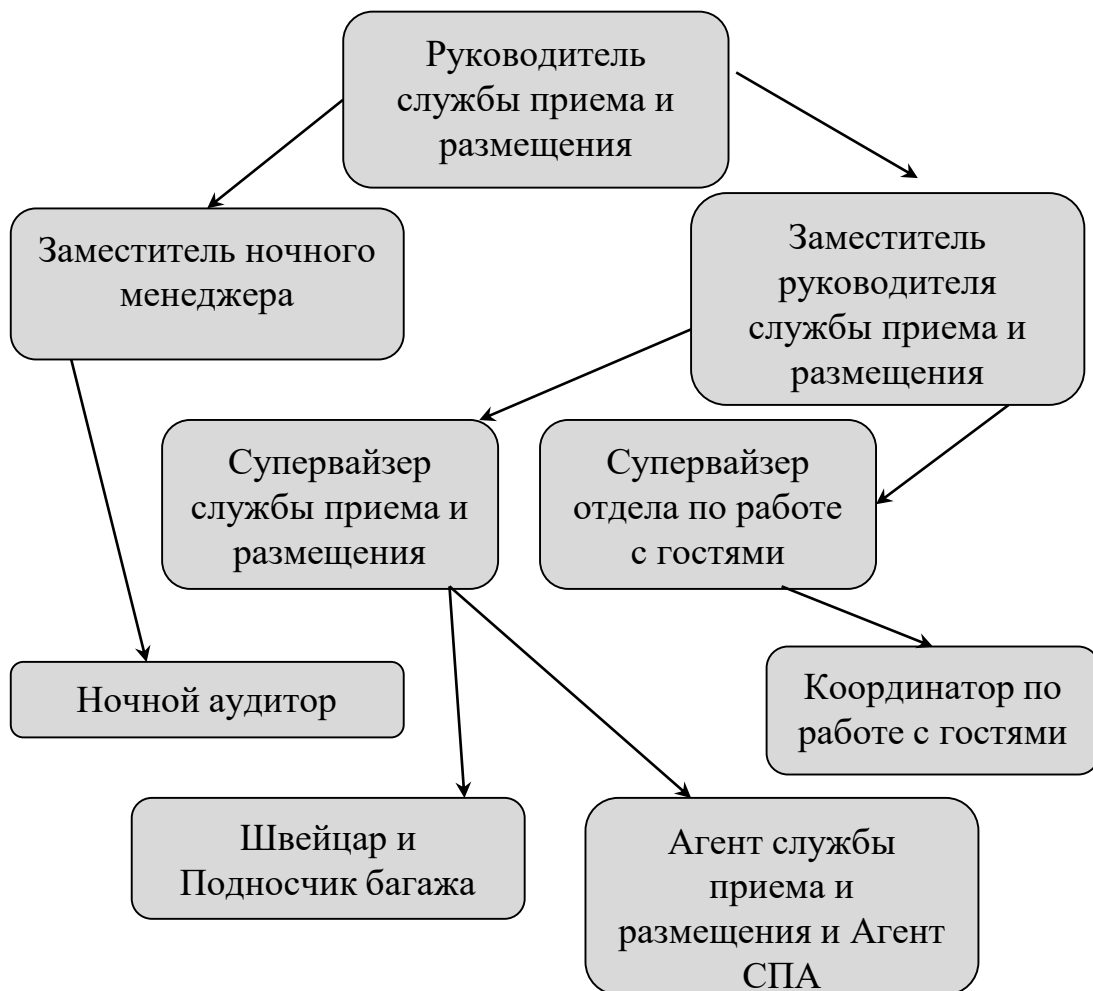 Руководитель
службы приема и
размещения
Заместитель ночного
менеджера
Заместитель
руководителя
службы приема и
размещения
Супервайзер
службы приема и
размещения
Супервайзер
отдела по работе
с гостями
Ночной аудитор
Координатор по
работе с гостями
Швейцар и
Подносчик багажа
Агент службы
приема и
размещения и Агент
СПА